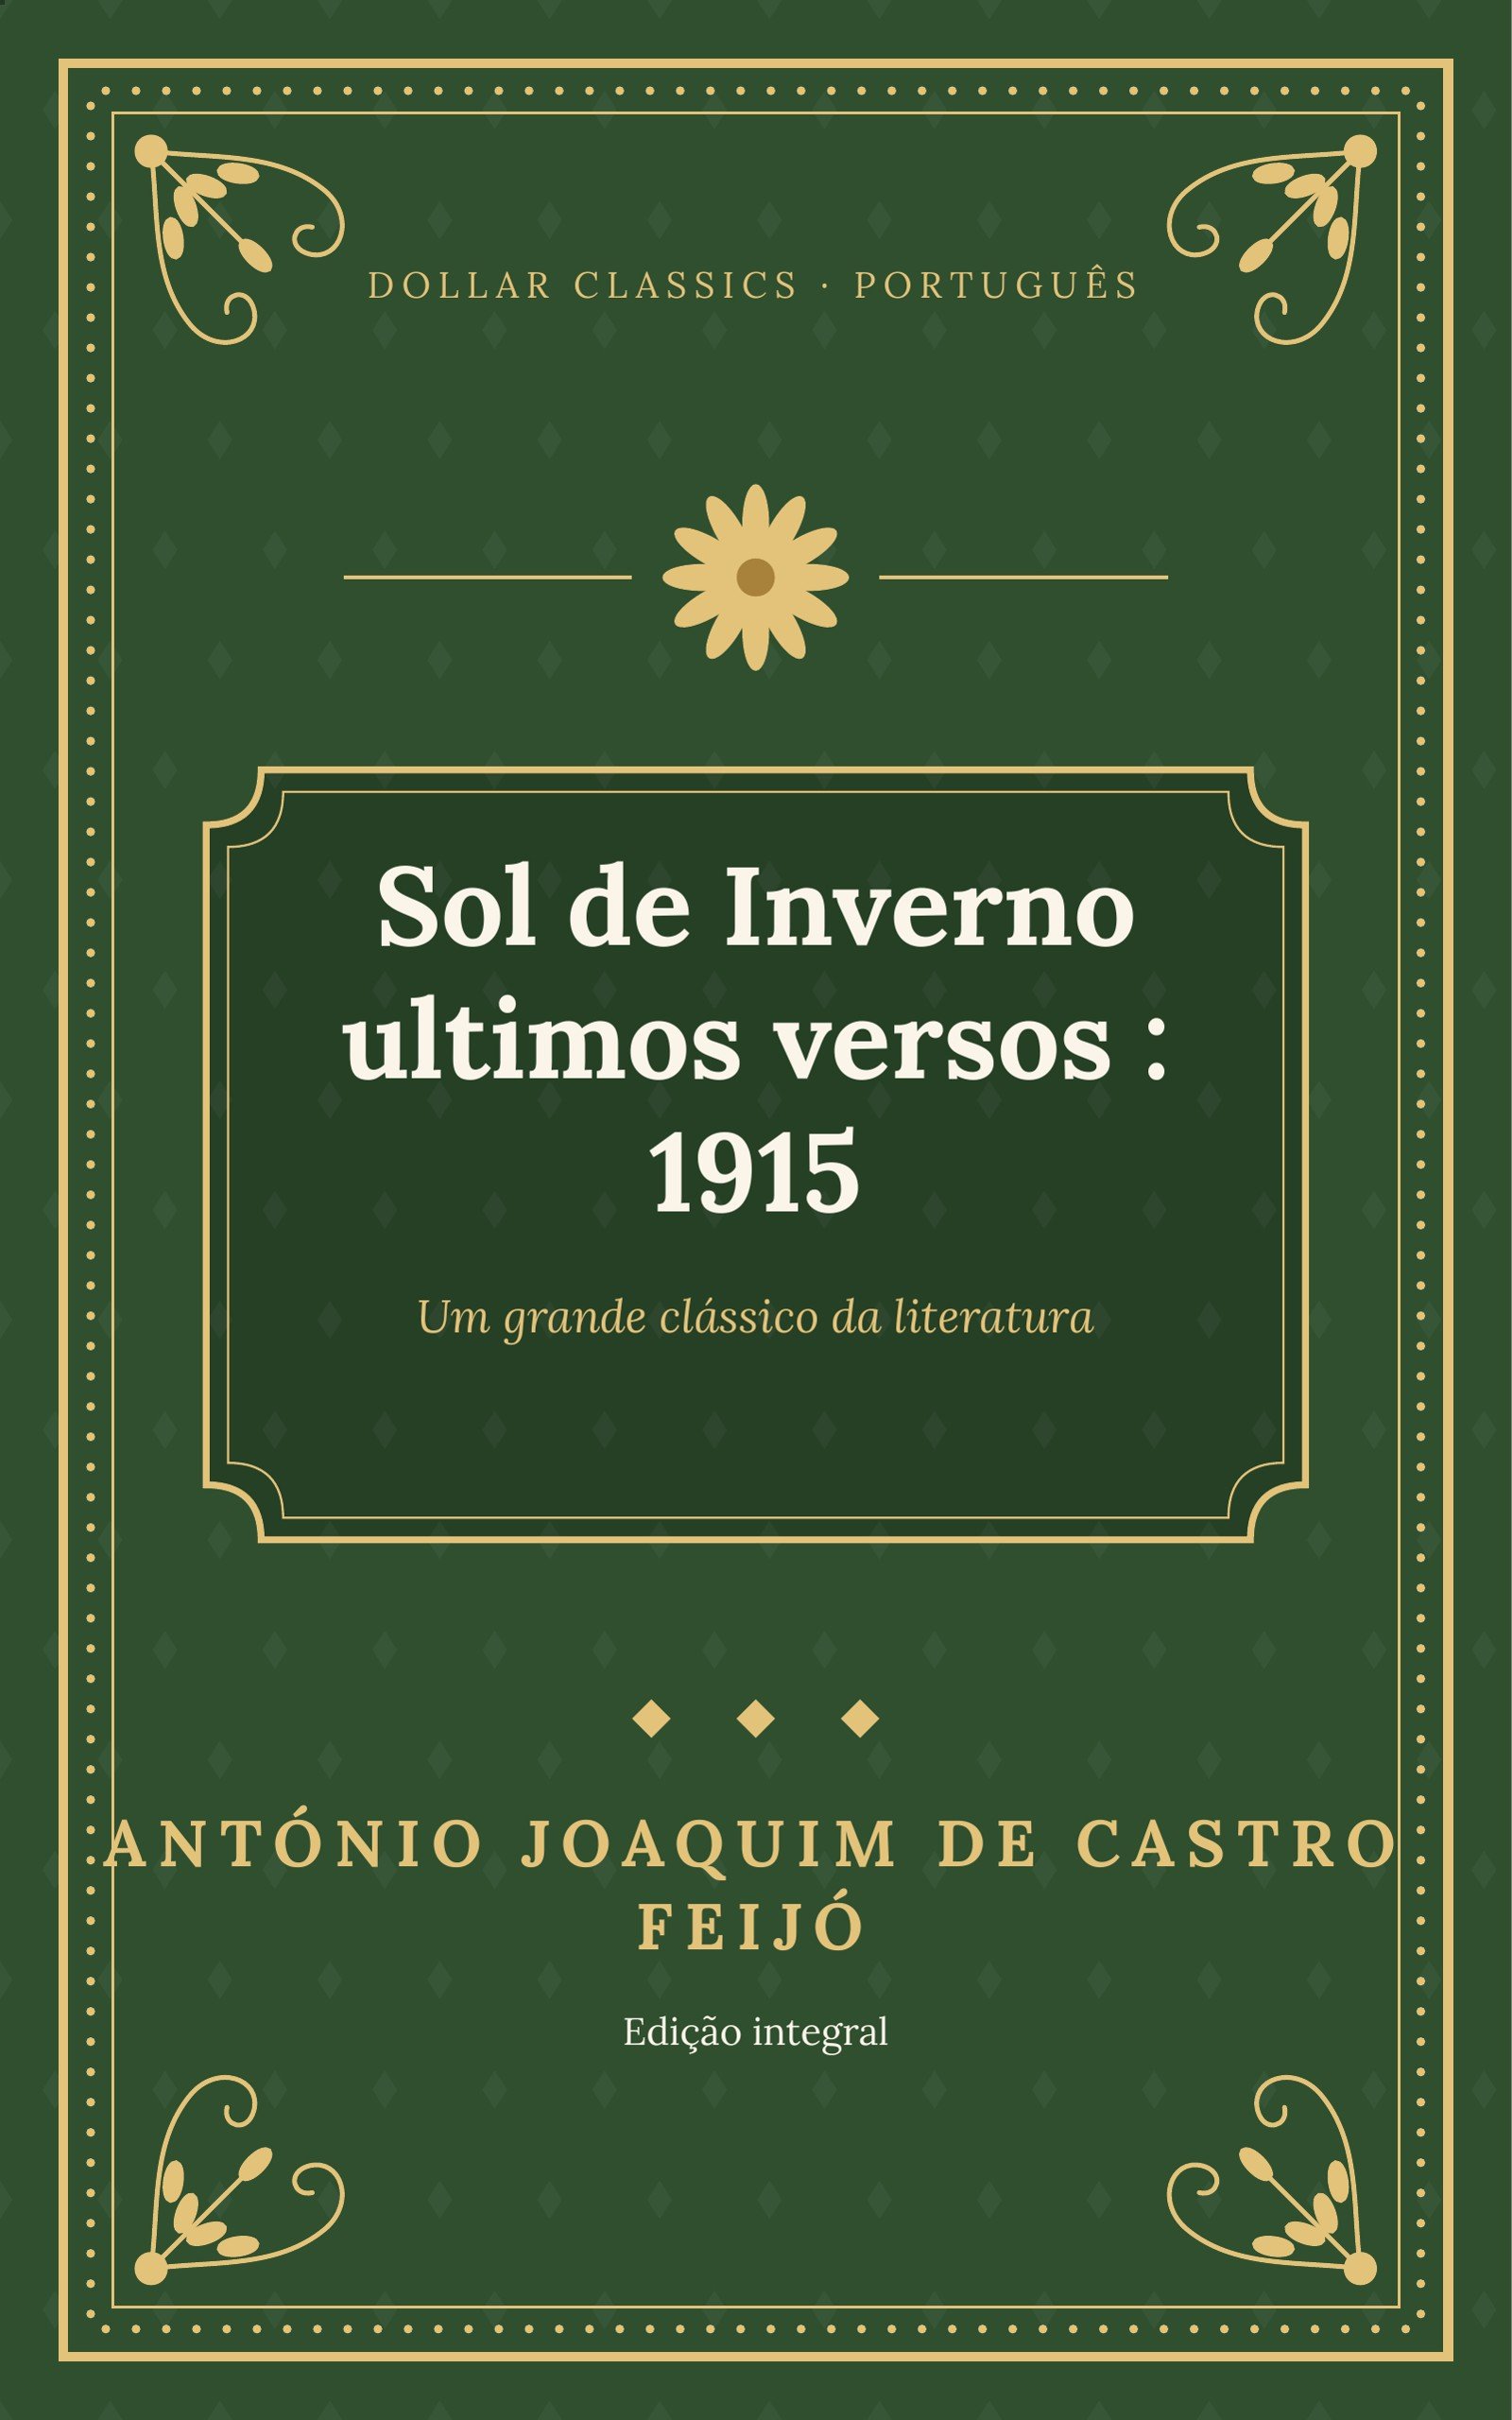 DOLLAR CLASSICS · PORTUGUÊS
Sol de Inverno
ultimos versos :
1915
Um grande clássico da literatura
ANTÓNIO JOAQUIM DE CASTRO
FEIJÓ
Edição integral